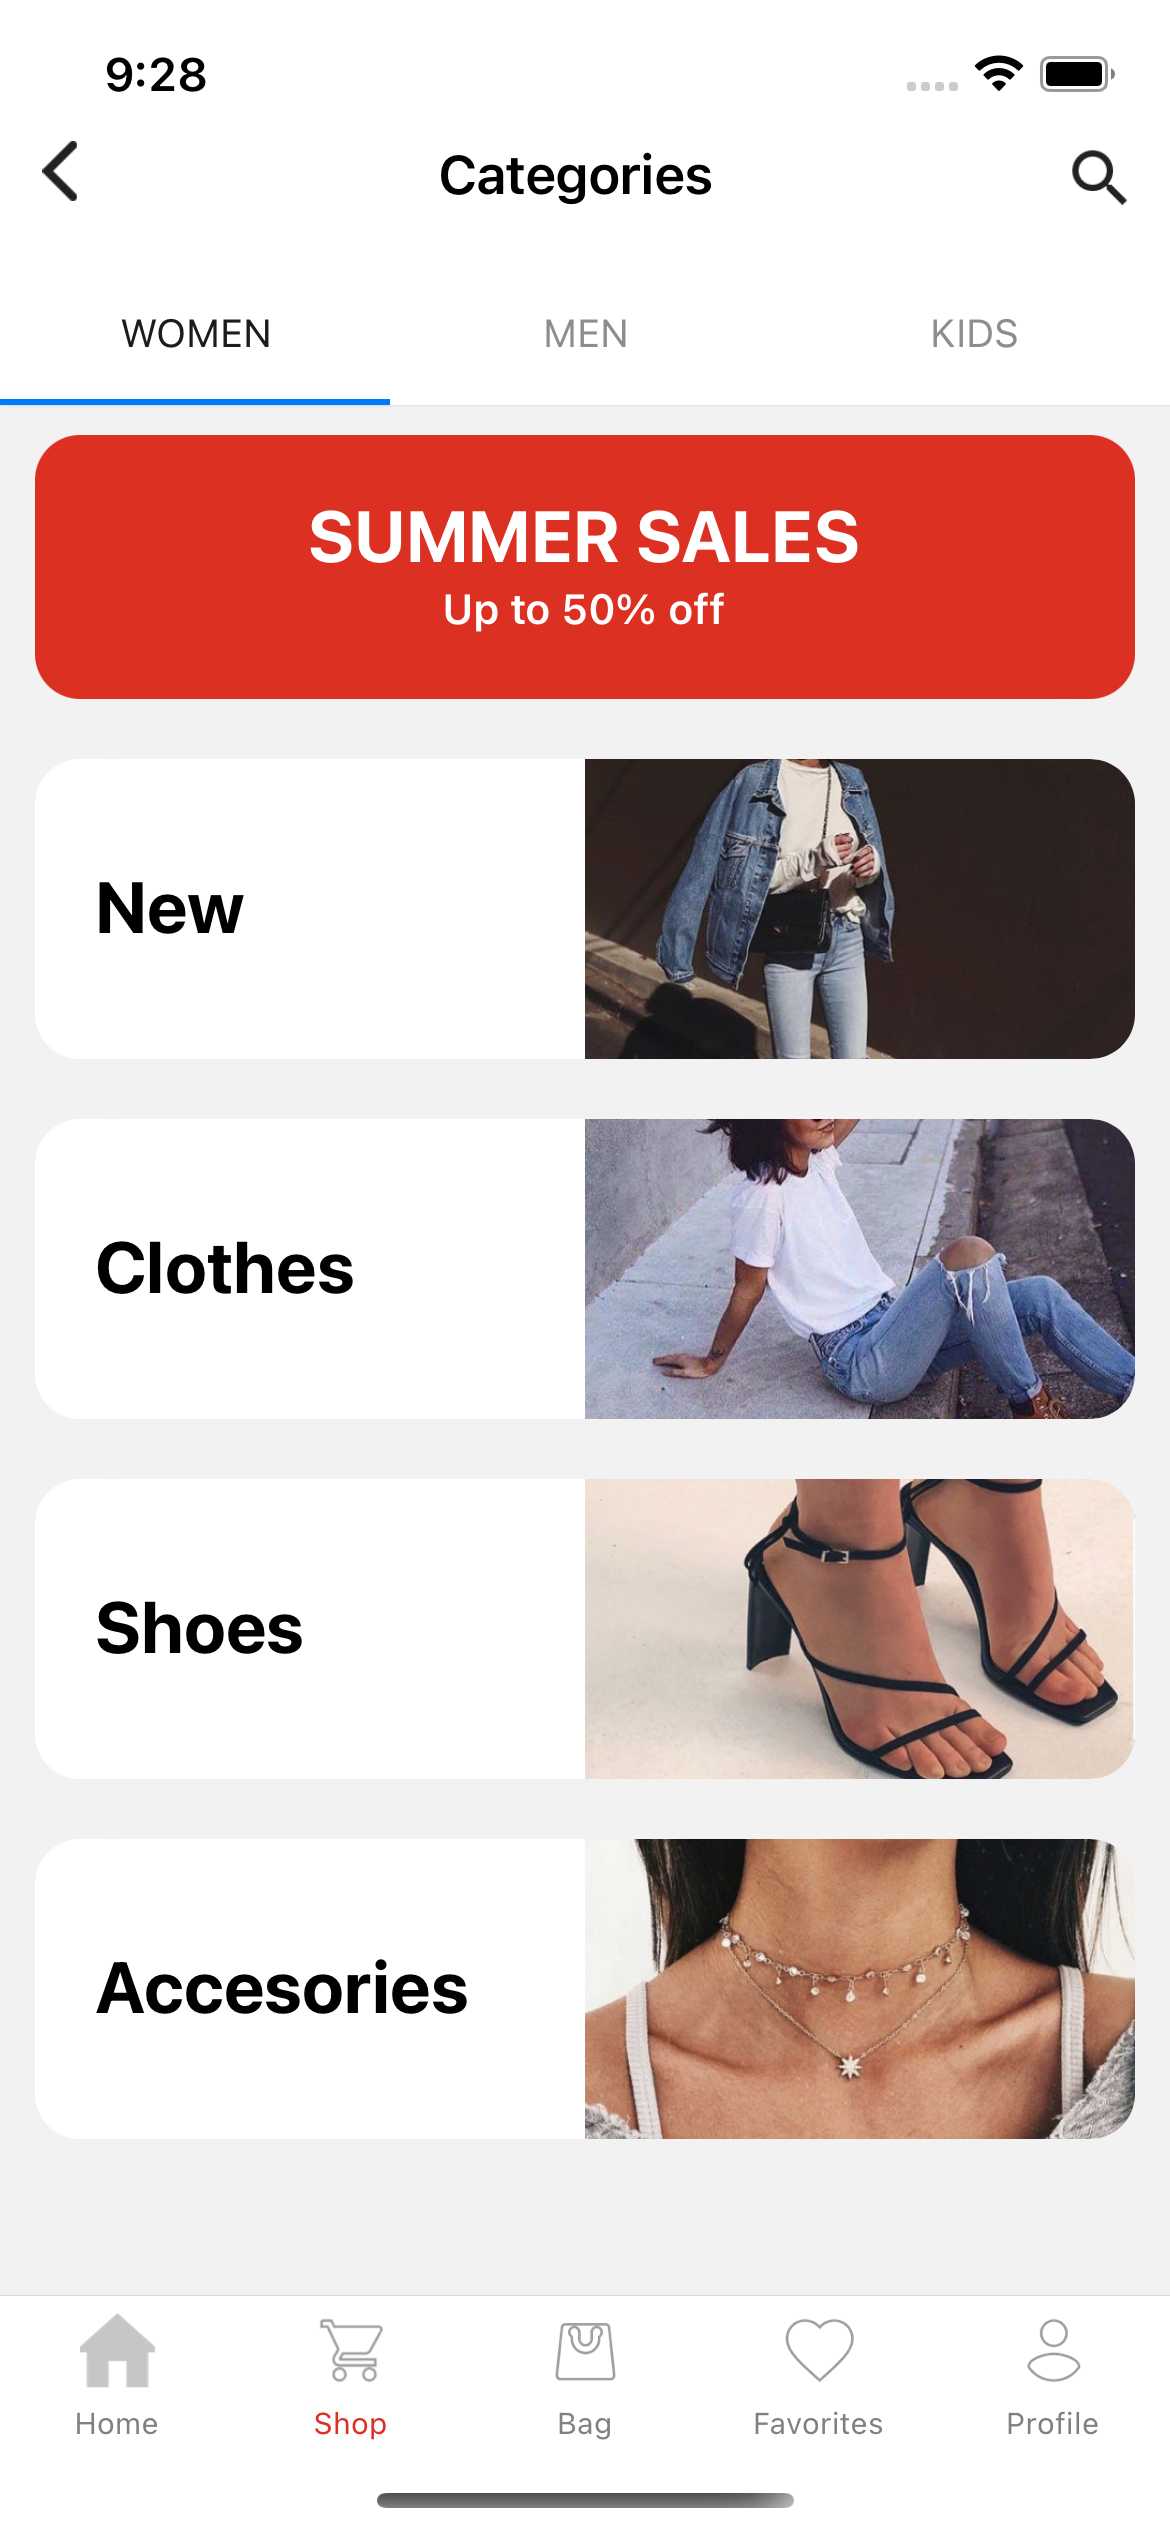 9:28
Categories
WOMEN
MEN
KIDS
SUMMER SALES
Up to 50% off
New
Clothes
Shoes
Accesories
Home
Shop
Bag
Favorites
Profile